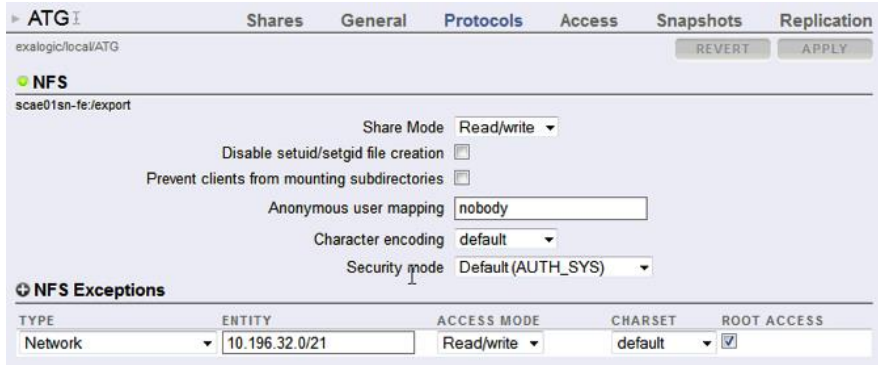 ATG Shares General Protocols Access Snapshots Replication
exalogic/local/ATG REVERT APPLY
NFS
scae01sn-fe:/export
Share Mode Read/write
Disable setuid/setgid file creation
Prevent clients from mounting subdirectories
Anonymous user mapping nobody
Character encoding default
Security mode Default (AUTH_SYS)
NFS Exceptions
TYPE ENTITY ACCESS MODE CHARSET ROOT ACCESS
Network 10.196.32.0/21 Read/write default